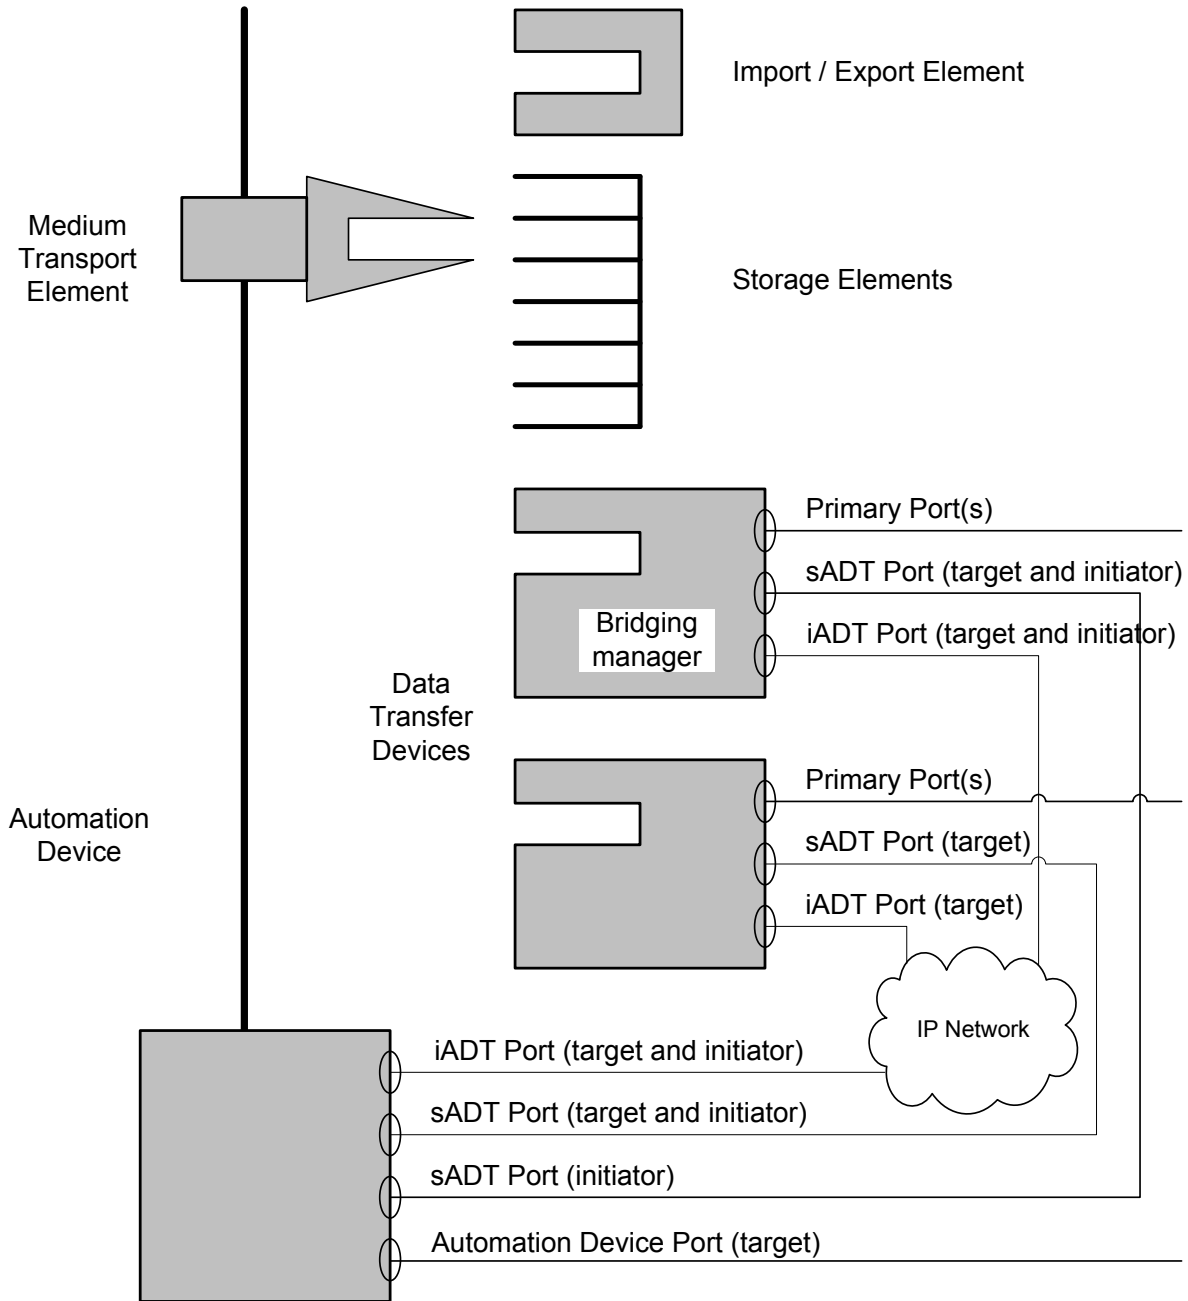 Import / Export Element
Medium
Transport
Element
Storage Elements
Primary Port(s)
sADT Port (target and initiator)
iADT Port (target and initiator)
Bridging
manager
Data
Transfer
Devices
Primary Port(s)
sADT Port (target)
iADT Port (target)
Automation
Device
IP Network
iADT Port (target and initiator)
sADT Port (target and initiator)
sADT Port (initiator)
Automation Device Port (target)